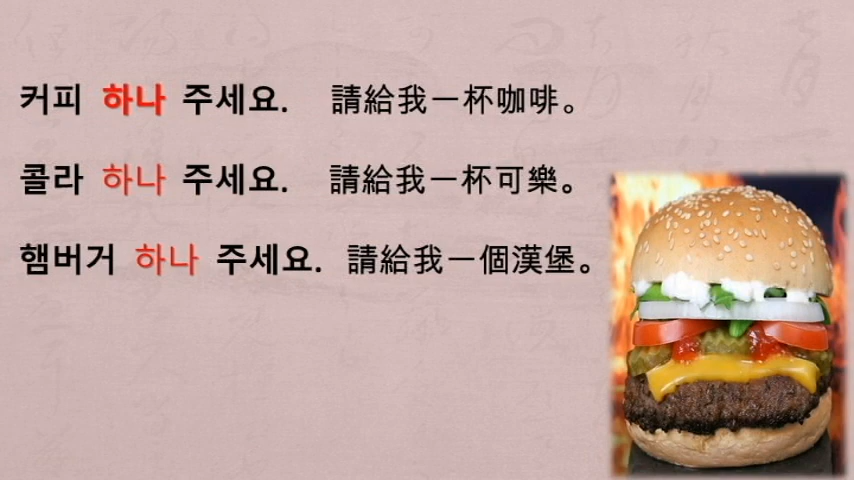 커피 하나 주세요. 請給我一杯咖啡。
콜라 하나 주세요. 請給我一杯可樂。
햄버거 하나 주세요. 請給我一個漢堡。